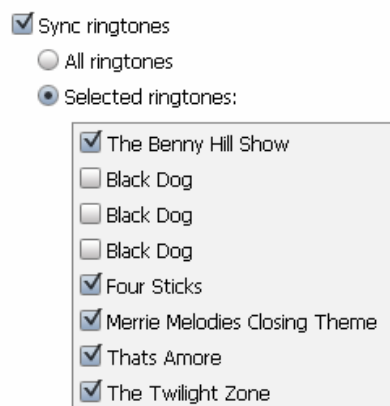 Sync ringtones
All ringtones
Selected ringtones:
The Benny Hill Show
Black Dog
Black Dog
Black Dog
Four Sticks
Merrie Melodies Closing Theme
Thats Amore
The Twilight Zone